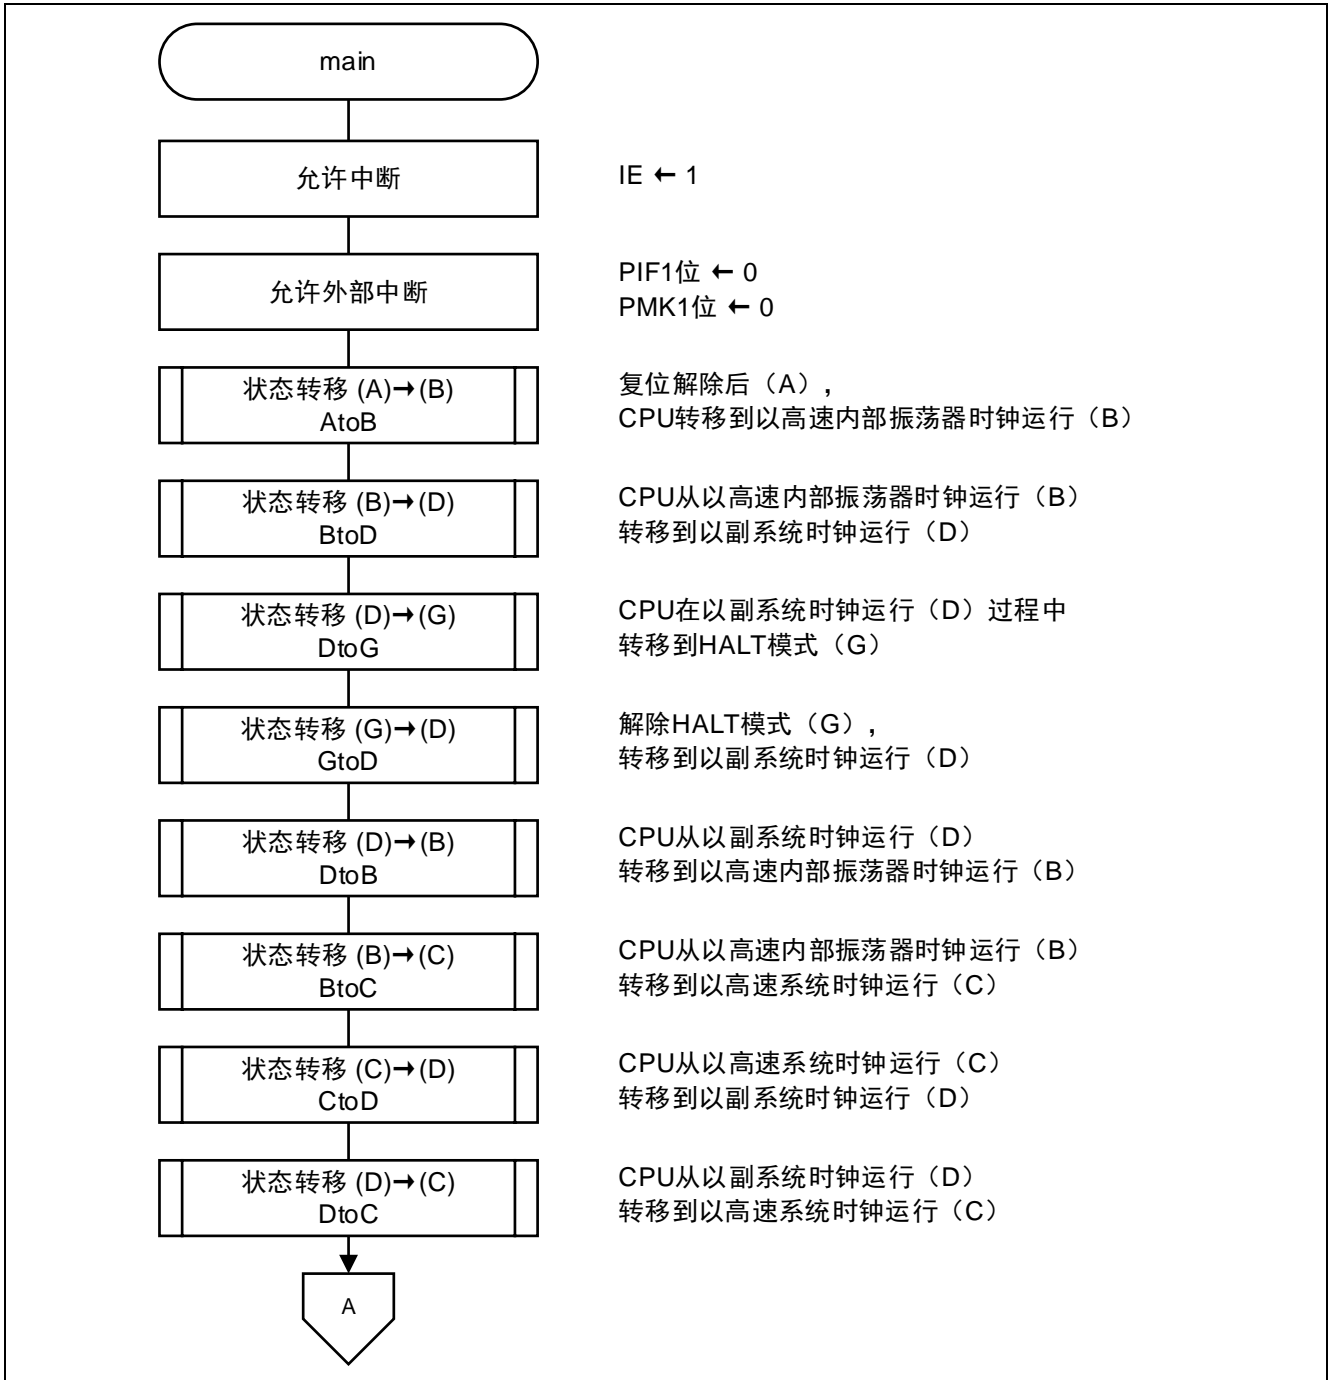 main
允许中断
IE ← 1
允许外部中断
PIF1位 ← 0
PMK1位 ← 0
状态转移 (A)→(B)
AtoB
复位解除后（A），
CPU转移到以高速内部振荡器时钟运行（B）
状态转移 (B)→(D)
BtoD
CPU从以高速内部振荡器时钟运行（B）
转移到以副系统时钟运行（D）
状态转移 (D)→(G)
DtoG
CPU在以副系统时钟运行（D）过程中
转移到HALT模式（G）
状态转移 (G)→(D)
GtoD
解除HALT模式（G），
转移到以副系统时钟运行（D）
状态转移 (D)→(B)
DtoB
CPU从以副系统时钟运行（D）
转移到以高速内部振荡器时钟运行（B）
状态转移 (B)→(C)
BtoC
CPU从以高速内部振荡器时钟运行（B）
转移到以高速系统时钟运行（C）
状态转移 (C)→(D)
CtoD
CPU从以高速系统时钟运行（C）
转移到以副系统时钟运行（D）
状态转移 (D)→(C)
DtoC
CPU从以副系统时钟运行（D）
转移到以高速系统时钟运行（C）
A